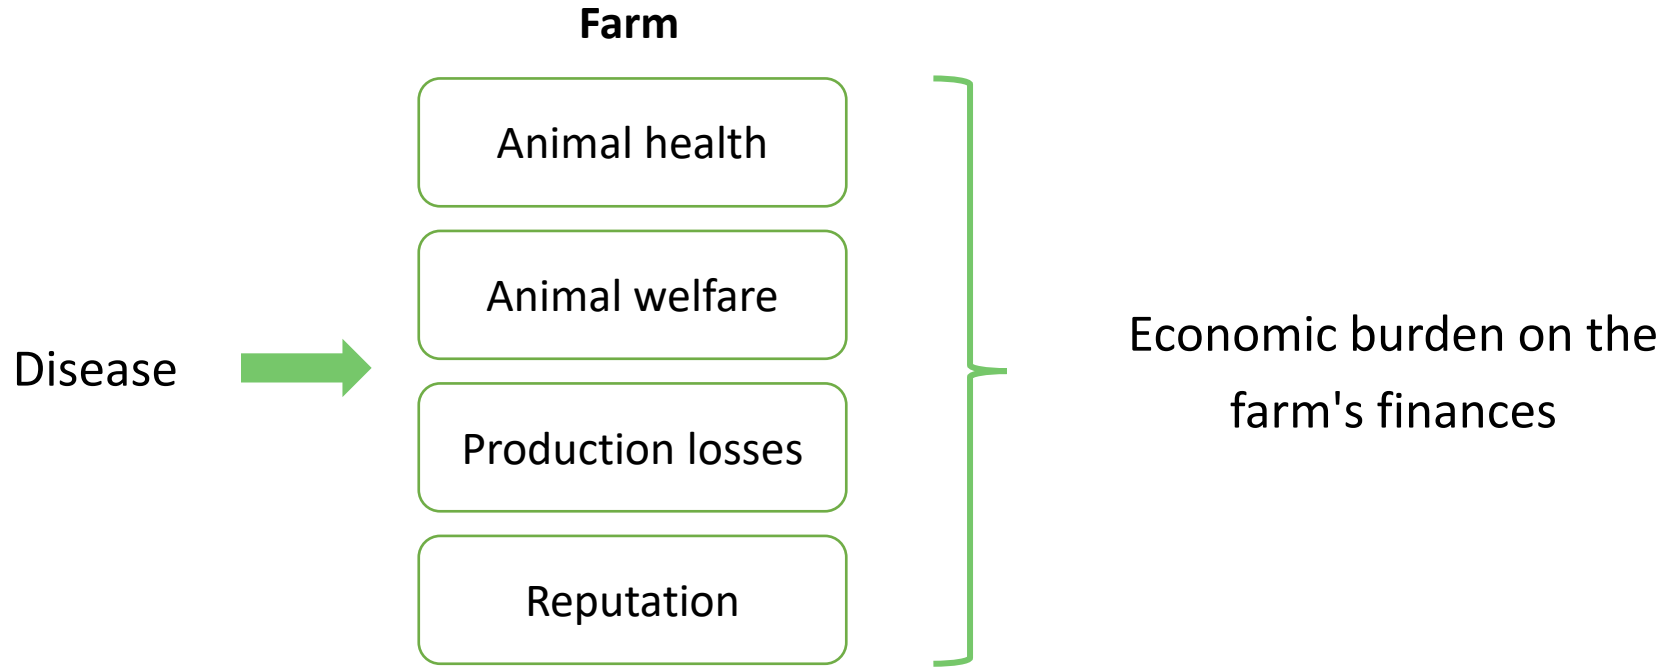 Farm
Animal health
Animal welfare
Disease
Production losses
Reputation
Economic burden on the
farm's finances